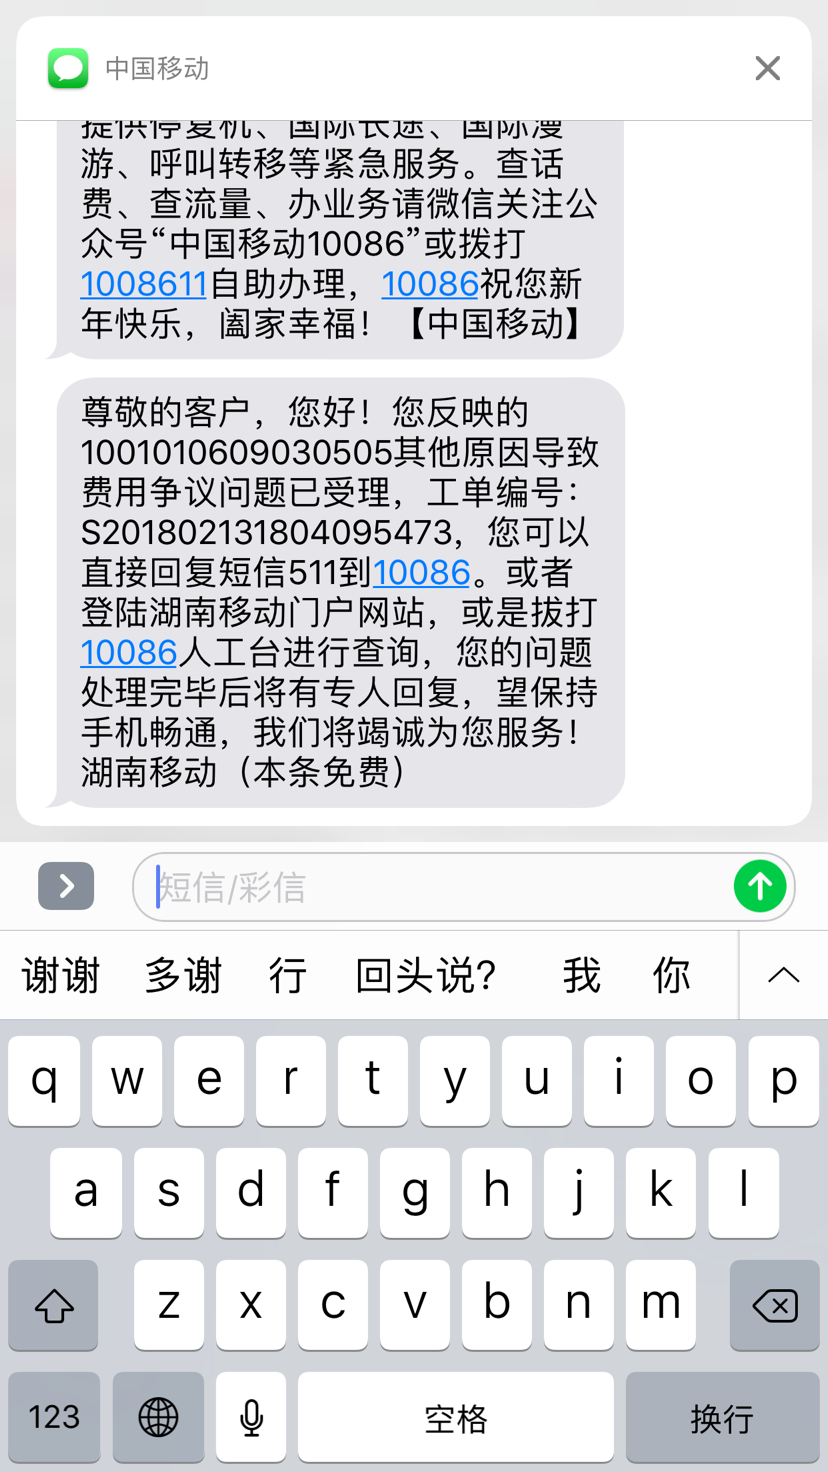 中国移动
提供停复机、国际长途、国际漫
游、呼叫转移等紧急服务。查话
费、查流量、办业务请微信关注公
众号“中国移动10086”或拨打
1008611自助办理，10086祝您新
年快乐，阖家幸福！【中国移动】
尊敬的客户，您好！您反映的
1001010609030505其他原因导致
费用争议问题已受理，工单编号：
S201802131804095473，您可以
直接回复短信511到10086。或者
登陆湖南移动门户网站，或是拔打
10086人工台进行查询，您的问题
处理完毕后将有专人回复，望保持
手机畅通，我们将竭诚为您服务！
湖南移动（本条免费）
短信/彩信
谢谢 多谢 行 回头说? 我 你
q w e r t y u i o p
a s d f g h j k l
z x c v b n m
123 空格 换行